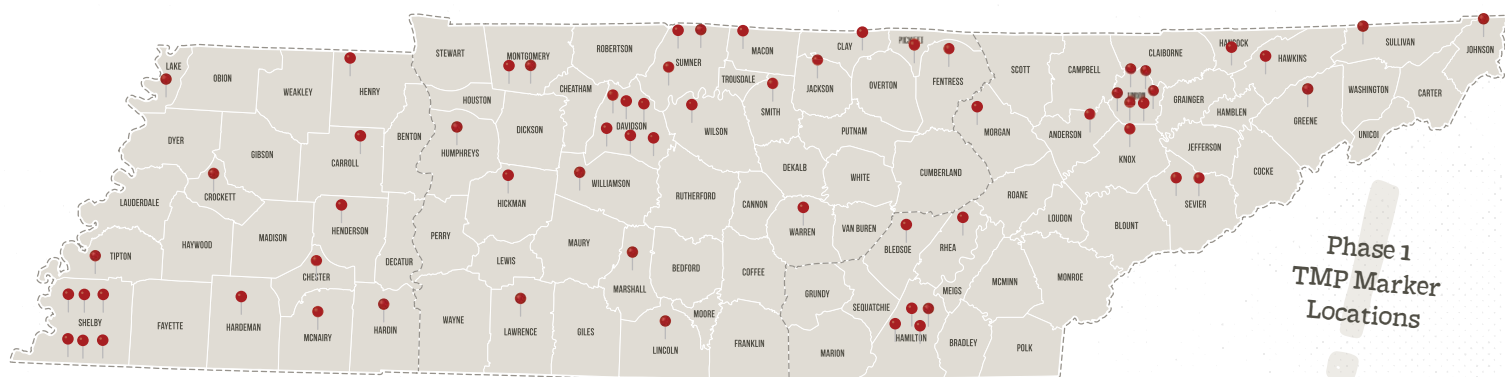 STEWART
MONTGOMERY
ROBERTSON
SUMNER
MACON
CLAY
PICKETT
FENTRESS
SCOTT
CAMPBELL
CLAIBORNE
HANCOCK
HAWKINS
SULLIVAN
JOHNSON
LAKE
OBION
WEAKLEY
HENRY
HOUSTON
CHEATHAM
TROUSDALE
SMITH
JACKSON
OVERTON
GRAINGER
HAMBLEN
GREENE
WASHINGTON
CARTER
UNICOI
DYER
GIBSON
CARROLL
BENTON
HUMPHREYS
DICKSON
DAVIDSON
WILSON
PUTNAM
MORGAN
ANDERSON
KNOX
JEFFERSON
COCKE
LAUDERDALE
CROCKETT
HICKMAN
WILLIAMSON
RUTHERFORD
CANNON
DEKALB
WHITE
CUMBERLAND
ROANE
LOUDON
BLOUNT
SEVIER
HAYWOOD
MADISON
HENDERSON
DECATUR
PERRY
LEWIS
MAURY
WARREN
VAN BUREN
BLEDSOE
RHEA
TIPTON
CHESTER
MARSHALL
BEDFORD
COFFEE
GRUNDY
SEQUATCHIE
MEIGS
MCMINN
MONROE
SHELBY
FAYETTE
HARDEMAN
MCNAIRY
HARDIN
WAYNE
LAWRENCE
GILES
LINCOLN
MOORE
FRANKLIN
MARION
HAMILTON
BRADLEY
POLK
Phase 1
TMP Marker
Locations